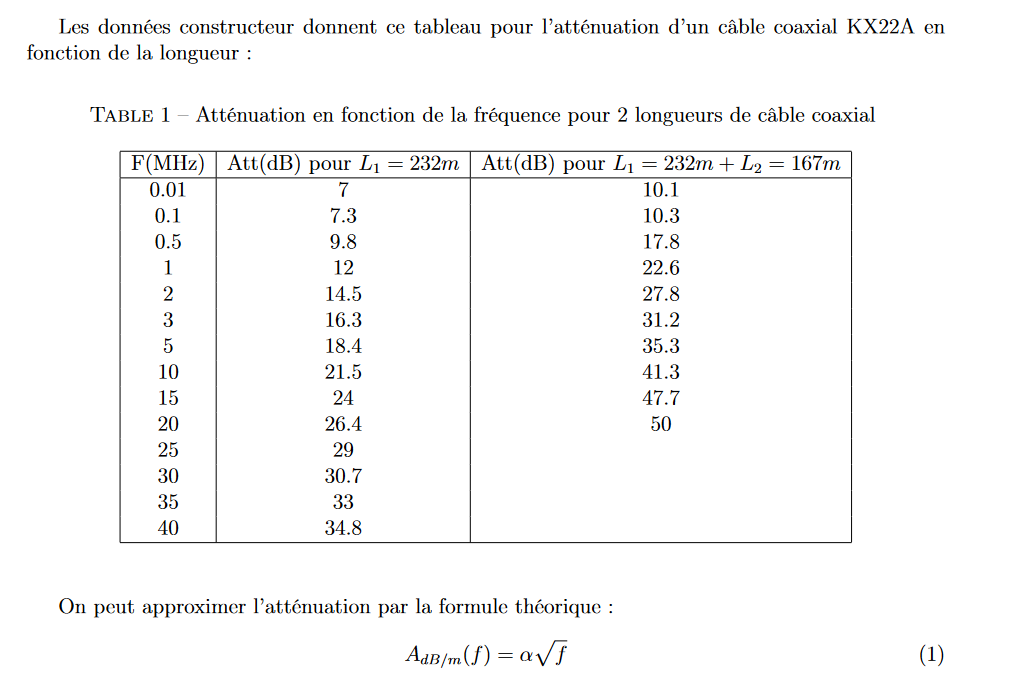 Les données constructeur donnent ce tableau pour l'atténuation d'un câble coaxial KX22A en
fonction de la longueur :
TABLE 1 – Atténuation en fonction de la fréquence pour 2 longueurs de câble coaxial
F(MHz) Att(dB) pour L₁ = 232m Att(dB) pour L₁ = 232m + L₂ = 167m
0.01 7 10.1
0.1 7.3 10.3
0.5 9.8 17.8
1 12 22.6
2 14.5 27.8
3 16.3 31.2
5 18.4 35.3
10 21.5 41.3
15 24 47.7
20 26.4 50
25 29
30 30.7
35 33
40 34.8
On peut approximer l'atténuation par la formule théorique :
A_{dB/m}(f) = α√f (1)